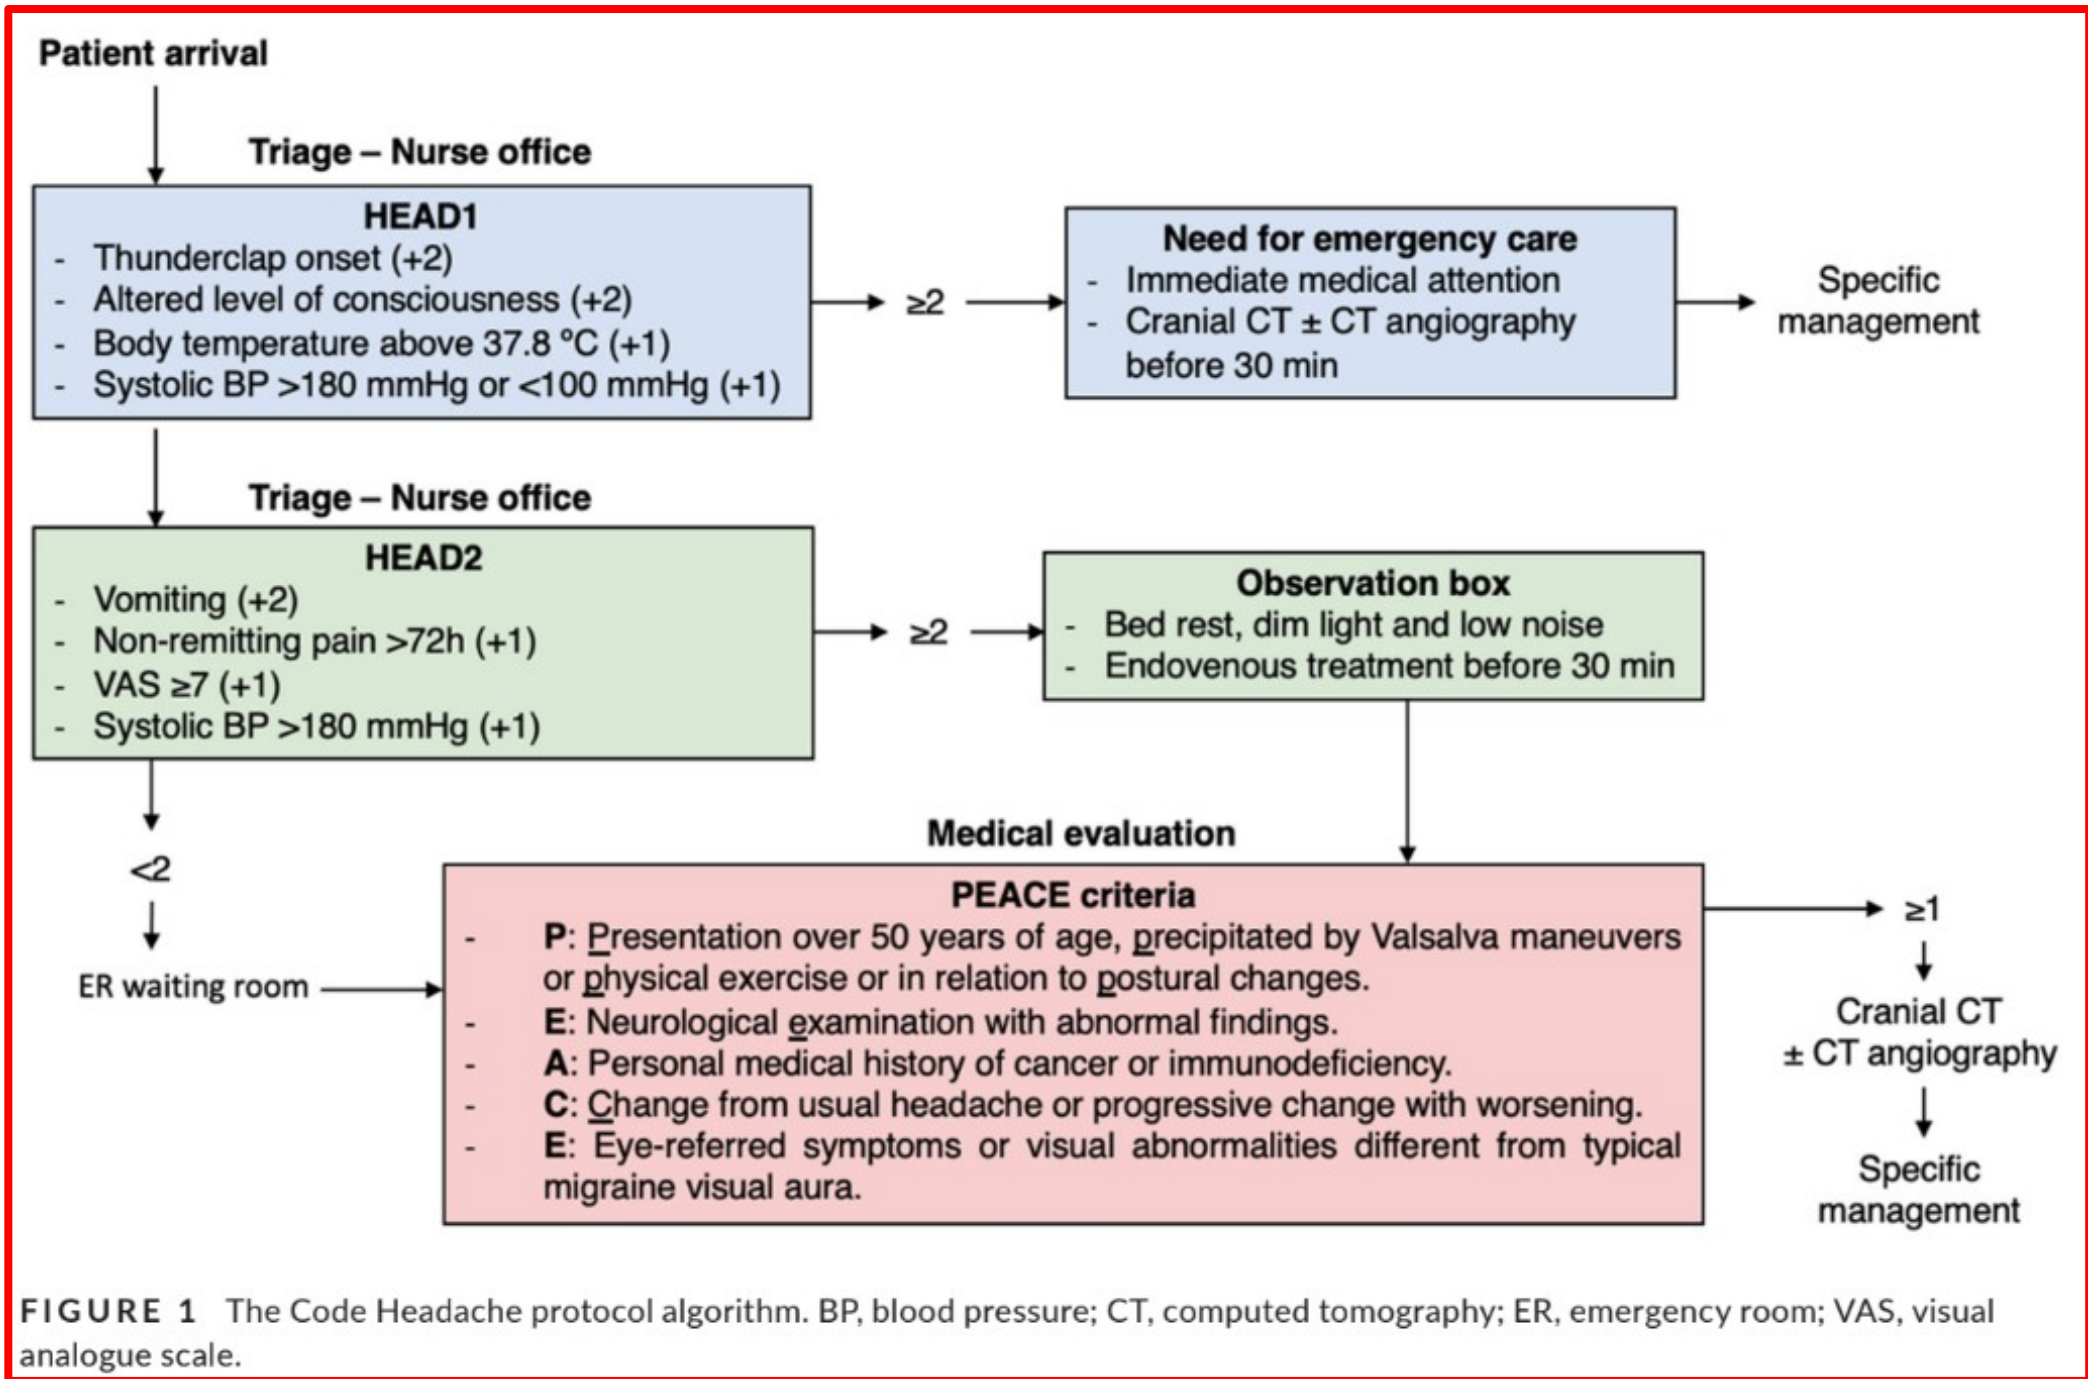 Patient arrival
Triage – Nurse office
HEAD1
- Thunderclap onset (+2)
- Altered level of consciousness (+2)
- Body temperature above 37.8 ºC (+1)
- Systolic BP >180 mmHg or <100 mmHg (+1)
≥2
Need for emergency care
- Immediate medical attention
- Cranial CT ± CT angiography
before 30 min
Specific
management
Triage – Nurse office
HEAD2
- Vomiting (+2)
- Non-remitting pain >72h (+1)
- VAS ≥7 (+1)
- Systolic BP >180 mmHg (+1)
≥2
Observation box
- Bed rest, dim light and low noise
- Endovenous treatment before 30 min
<2
ER waiting room
Medical evaluation
PEACE criteria
- P: Presentation over 50 years of age, precipitated by Valsalva maneuvers
or physical exercise or in relation to postural changes.
- E: Neurological examination with abnormal findings.
- A: Personal medical history of cancer or immunodeficiency.
- C: Change from usual headache or progressive change with worsening.
- E: Eye-referred symptoms or visual abnormalities different from typical
migraine visual aura.
≥1
Cranial CT
± CT angiography
Specific
management
FIGURE 1 The Code Headache protocol algorithm. BP, blood pressure; CT, computed tomography; ER, emergency room; VAS, visual
analogue scale.